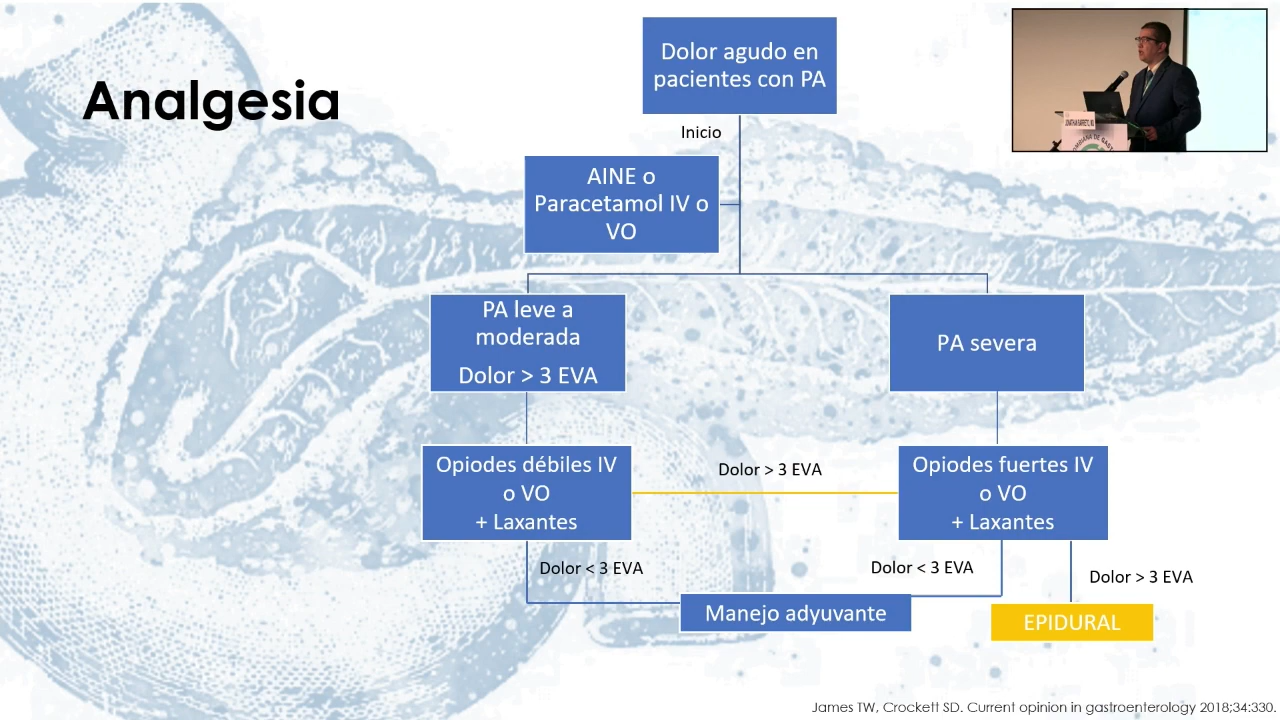 Analgesia
Dolor agudo en
pacientes con PA
Inicio
AINE o
Paracetamol IV o
VO
PA leve a
moderada
Dolor > 3 EVA
PA severa
Opiodes débiles IV
o VO
+ Laxantes
Dolor > 3 EVA
Opiodes fuertes IV
o VO
+ Laxantes
Dolor < 3 EVA
Dolor < 3 EVA
Dolor > 3 EVA
Manejo adyuvante
EPIDURAL
James TW, Crockett SD. Current opinion in gastroenterology 2018;34:330.